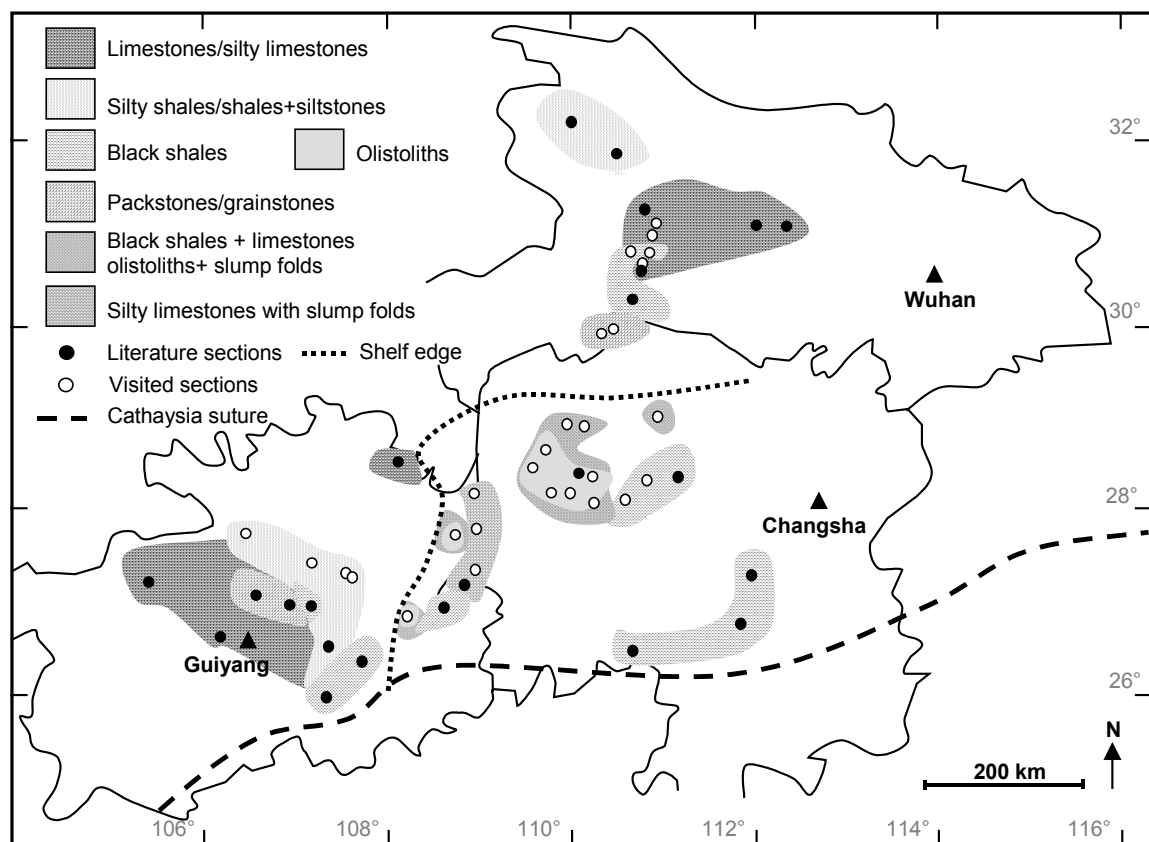 Limestones/silty limestones
Silty shales/shales+siltstones
Black shales
Olistoliths
Packstones/grainstones
Black shales + limestones
olistoliths+ slump folds
Silty limestones with slump folds
Literature sections
Shelf edge
Visited sections
Cathaysia suture
32°
Wuhan
30°
28°
Changsha
Guiyang
26°
N
200 km
106°
108°
110°
112°
114°
116°